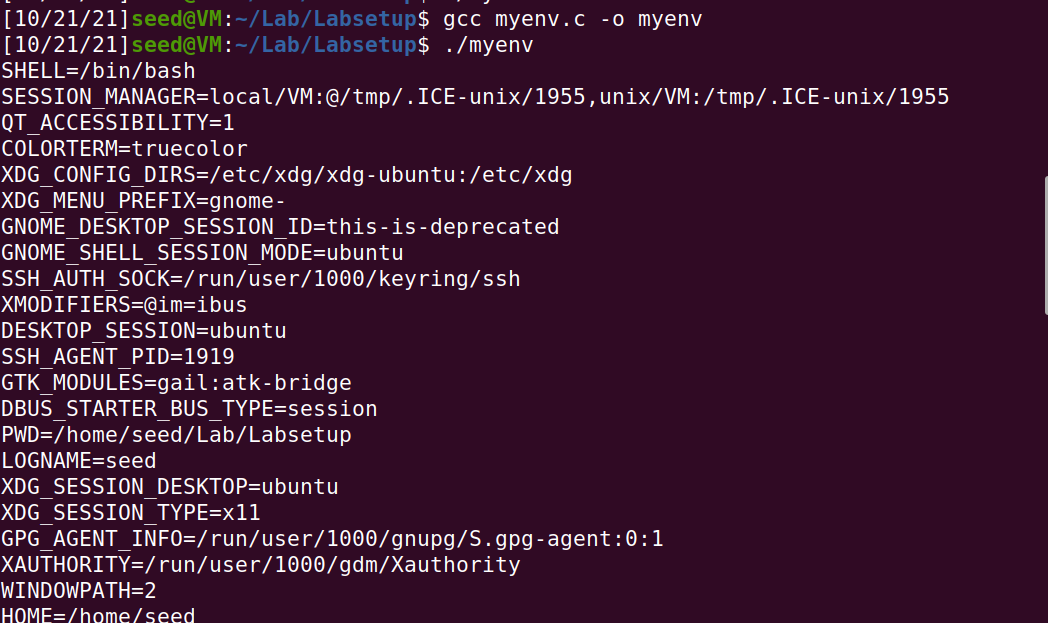 [10/21/21]seed@VM:~/Lab/Labsetup$ gcc myenv.c -o myenv
[10/21/21]seed@VM:~/Lab/Labsetup$ ./myenv
SHELL=/bin/bash
SESSION_MANAGER=local/VM:@/tmp/.ICE-unix/1955,unix/VM:/tmp/.ICE-unix/1955
QT_ACCESSIBILITY=1
COLORTERM=truecolor
XDG_CONFIG_DIRS=/etc/xdg/xdg-ubuntu:/etc/xdg
XDG_MENU_PREFIX=gnome-
GNOME_DESKTOP_SESSION_ID=this-is-deprecated
GNOME_SHELL_SESSION_MODE=ubuntu
SSH_AUTH_SOCK=/run/user/1000/keyring/ssh
XMODIFIERS=@im=ibus
DESKTOP_SESSION=ubuntu
SSH_AGENT_PID=1919
GTK_MODULES=gail:atk-bridge
DBUS_STARTER_BUS_TYPE=session
PWD=/home/seed/Lab/Labsetup
LOGNAME=seed
XDG_SESSION_DESKTOP=ubuntu
XDG_SESSION_TYPE=x11
GPG_AGENT_INFO=/run/user/1000/gnupg/S.gpg-agent:0:1
XAUTHORITY=/run/user/1000/gdm/Xauthority
WINDOWPATH=2
HOME=/home/seed